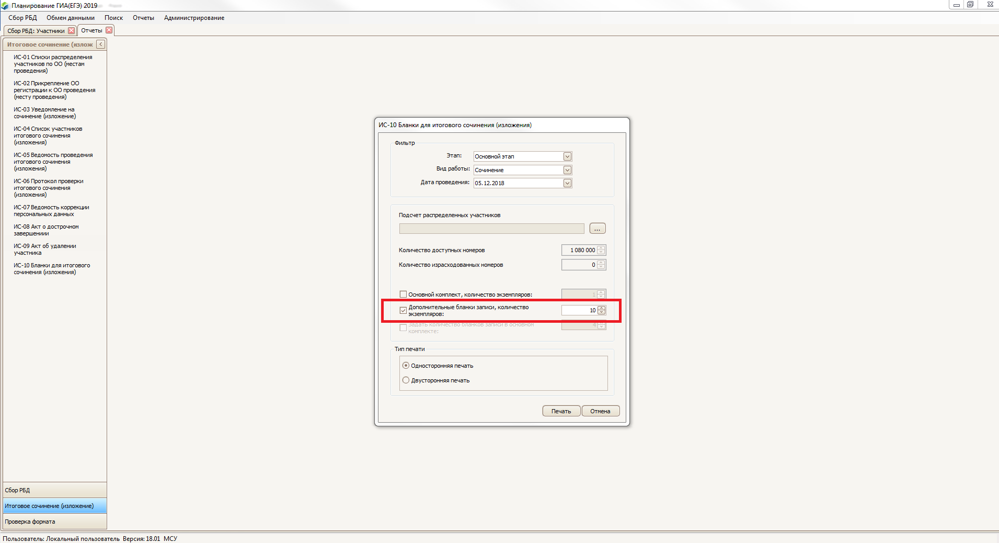 Планирование ГИА(ЕГЭ) 2019
Сбор РБД Обмен данными Поиск Отчеты Администрирование
Сбор РБД: Участники Отчеты
Итоговое сочинение (излож
ИС-01 Списки распределения
участников по ОО (местам
проведения)
ИС-02 Прикрепление ОО
регистрации к ОО проведения
(месту проведения)
ИС-03 Уведомление на
сочинение (изложение)
ИС-04 Список участников
итогового сочинения
(изложения)
ИС-05 Ведомость проведения
итогового сочинения
(изложения)
ИС-06 Протокол проверки
итогового сочинения
(изложения)
ИС-07 Ведомость коррекции
персональных данных
ИС-08 Акт о дострочном
завершениии
ИС-09 Акт об удалении
участника
ИС-10 Бланки для итогового
сочинения (изложения)
Сбор РБД
Итоговое сочинение (изложение)
Проверка формата
ИС-10 Бланки для итогового сочинения (изложения)
Фильтр
Этап: Основной этап
Вид работы: Сочинение
Дата проведения: 05.12.2018
Подсчет распределенных участников
...
Количество доступных номеров 1 080 000
Количество израсходованных номеров 0
Основной комплект, количество экземпляров: 1
Дополнительные бланки записи, количество
экземпляров: 10
Задать количество бланков записи в основном
комплекте: 4
Тип печати
Односторонняя печать
Двусторонняя печать
Печать Отмена
Пользователь: Локальный пользователь Версия: 18.01 МСУ